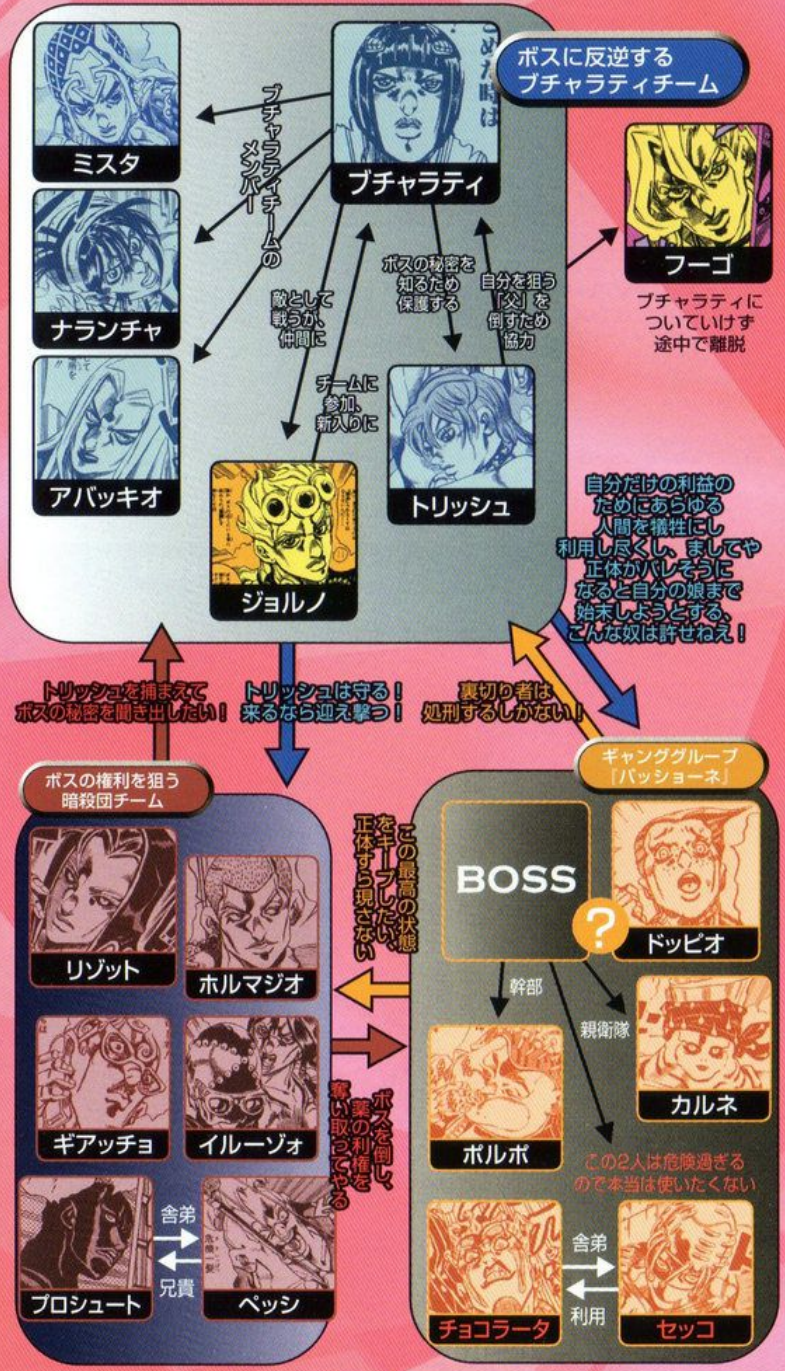 ボスに反逆する
ブチャラティチーム
ミスタ
ブチャラティ
こめた時は
ブチャラティチームの
メンバー
ナランチャ
アバッキオ
フーゴ
ブチャラティに
ついていけず
途中で離脱
敵として
戦うが、
仲間に
チームに
参加、
新入りに
ボスの秘密を
知るため
保護する
自分を狙う
「父」を
倒すため
協力
ジョルノ
トリッシュ
自分だけの利益の
ためにあらゆる
人間を犠牲にし
利用し尽くし、ましてや
正体がバレそうに
なると自分の娘まで
始末しようとする、
こんな奴は許せねえ！
トリッシュを捕まえて
ボスの秘密を聞き出したい！
トリッシュは守る！
来るなら迎え撃つ！
裏切り者は
処刑するしかない！
ボスの権利を狙う
暗殺団チーム
リゾット
ホルマジオ
ギアッチョ
イルーゾォ
プロシュート
舎弟
兄貴
ペッシ
この最高の状態
をキープしたい、
正体すら現さない
ボスを倒し、
薬の利権を
奪い取ってやる
ギャンググループ
『パッショーネ』
BOSS
?
ドッピオ
幹部
親衛隊
ポルポ
カルネ
この2人は危険過ぎる
ので本当は使いたくない
チョコラータ
舎弟
利用
セッコ